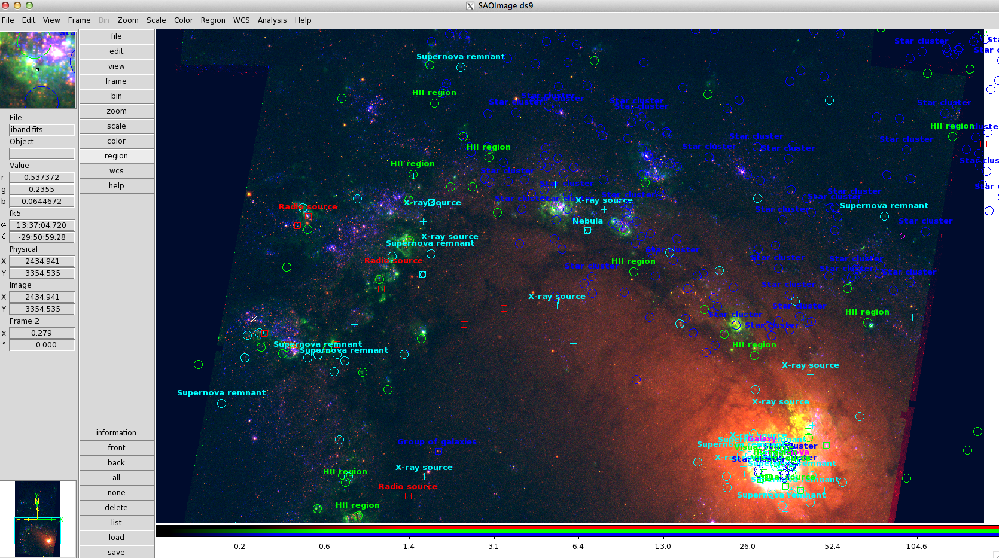 SAOImage ds9
File Edit View Frame Bin Zoom Scale Color Region WCS Analysis Help
File
iband.fits
Object
Value
r 0.537372
g 0.2355
b 0.0644672
fk5
α 13:37:04.720
δ -29:50:59.28
Physical
X 2434.941
Y 3354.535
Image
X 2434.941
Y 3354.535
Frame 2
x 0.279
° 0.000
Y
N
E X
file
edit
view
frame
bin
zoom
scale
color
region
wcs
help
information
front
back
all
none
delete
list
load
save
Star cluster
Supernova remnant
HII region
Star cluster
Star cluster
Star cluster
Star cluster
Star cluster
HII region
Star cluster
Star cluster
HII region
Star cluster
Star cluster
HII region
Star cluster
Star cluster
Star cluster
Star cluster
Star cluster
X-ray source
X-ray source
Radio source
Supernova remnant
Star cluster
Nebula
Star cluster
X-ray source
Supernova remnant
Star cluster
Radio source
HII region
Star cluster
Star cluster
Star cluster
Star cluster
Star cluster
Star cluster
X-ray source
Star cluster
HII region
Star cluster
Star cluster
Supernova remnant
Supernova remnant
HII region
X-ray source
Supernova remnant
X-ray source
Group of galaxies
Galaxy
Star cluster
X-ray source
HII region
Radio source
Supernova remnant
HII region
0.2 0.6 1.4 3.1 6.4 13.0 26.0 52.4 104.6